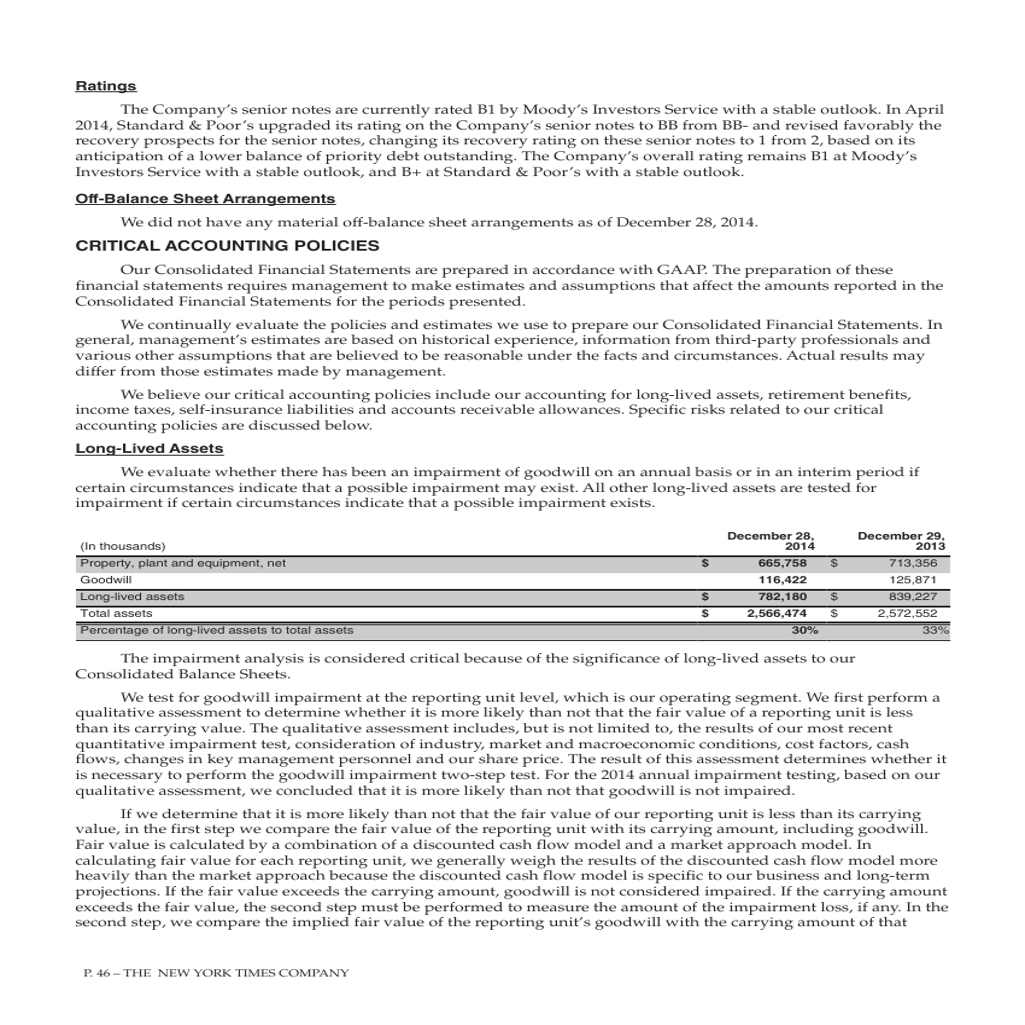 Ratings
The Company's senior notes are currently rated B1 by Moody's Investors Service with a stable outlook. In April
2014, Standard & Poor's upgraded its rating on the Company's senior notes to BB from BB- and revised favorably the
recovery prospects for the senior notes, changing its recovery rating on these senior notes to 1 from 2, based on its
anticipation of a lower balance of priority debt outstanding. The Company's overall rating remains B1 at Moody's
Investors Service with a stable outlook, and B+ at Standard & Poor's with a stable outlook.
Off-Balance Sheet Arrangements
We did not have any material off-balance sheet arrangements as of December 28, 2014.
CRITICAL ACCOUNTING POLICIES
Our Consolidated Financial Statements are prepared in accordance with GAAP. The preparation of these
financial statements requires management to make estimates and assumptions that affect the amounts reported in the
Consolidated Financial Statements for the periods presented.
We continually evaluate the policies and estimates we use to prepare our Consolidated Financial Statements. In
general, management's estimates are based on historical experience, information from third-party professionals and
various other assumptions that are believed to be reasonable under the facts and circumstances. Actual results may
differ from those estimates made by management.
We believe our critical accounting policies include our accounting for long-lived assets, retirement benefits,
income taxes, self-insurance liabilities and accounts receivable allowances. Specific risks related to our critical
accounting policies are discussed below.
Long-Lived Assets
We evaluate whether there has been an impairment of goodwill on an annual basis or in an interim period if
certain circumstances indicate that a possible impairment may exist. All other long-lived assets are tested for
impairment if certain circumstances indicate that a possible impairment exists.
December 28, December 29,
(In thousands) 2014 2013
Property, plant and equipment, net $ 665,758 $ 713,356
Goodwill 116,422 125,871
Long-lived assets $ 782,180 $ 839,227
Total assets $ 2,566,474 $ 2,572,552
Percentage of long-lived assets to total assets 30% 33%
The impairment analysis is considered critical because of the significance of long-lived assets to our
Consolidated Balance Sheets.
We test for goodwill impairment at the reporting unit level, which is our operating segment. We first perform a
qualitative assessment to determine whether it is more likely than not that the fair value of a reporting unit is less
than its carrying value. The qualitative assessment includes, but is not limited to, the results of our most recent
quantitative impairment test, consideration of industry, market and macroeconomic conditions, cost factors, cash
flows, changes in key management personnel and our share price. The result of this assessment determines whether it
is necessary to perform the goodwill impairment two-step test. For the 2014 annual impairment testing, based on our
qualitative assessment, we concluded that it is more likely than not that goodwill is not impaired.
If we determine that it is more likely than not that the fair value of our reporting unit is less than its carrying
value, in the first step we compare the fair value of the reporting unit with its carrying amount, including goodwill.
Fair value is calculated by a combination of a discounted cash flow model and a market approach model. In
calculating fair value for each reporting unit, we generally weigh the results of the discounted cash flow model more
heavily than the market approach because the discounted cash flow model is specific to our business and long-term
projections. If the fair value exceeds the carrying amount, goodwill is not considered impaired. If the carrying amount
exceeds the fair value, the second step must be performed to measure the amount of the impairment loss, if any. In the
second step, we compare the implied fair value of the reporting unit's goodwill with the carrying amount of that
P. 46 – THE NEW YORK TIMES COMPANY